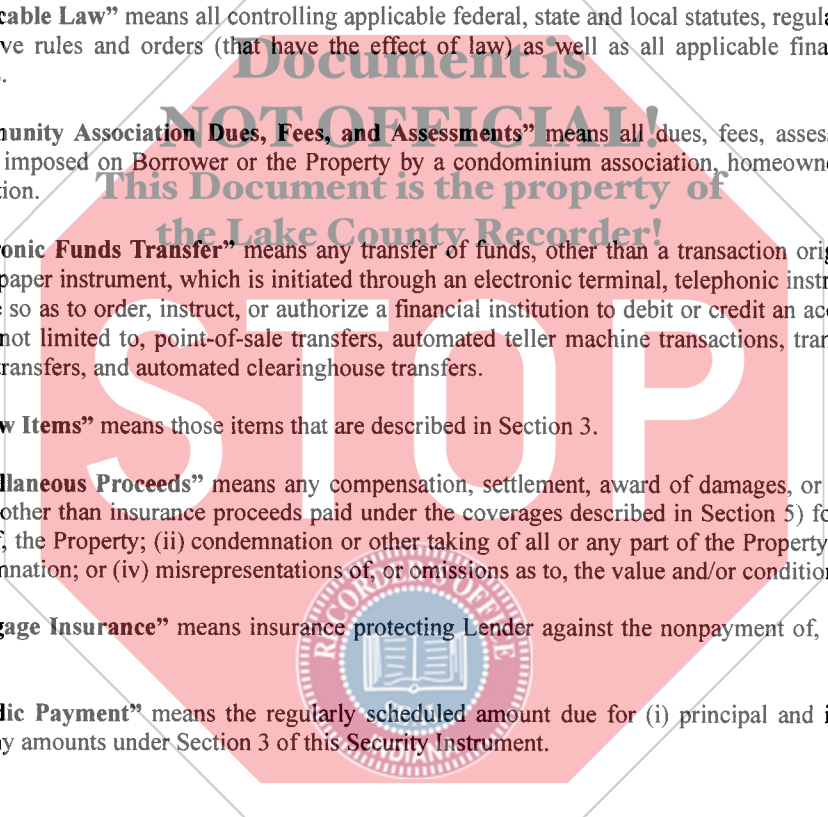 cable Law” means all controlling applicable federal, state and local statutes, regula
ve rules and orders (that have the effect of law) as well as all applicable fina
Document is
NOT OFFICIAL!
unity Association Dues, Fees, and Assessments” means all dues, fees, asses
imposed on Borrower or the Property by a condominium association, homeown
tion.
This Document is the property of
the Lake County Recorder!
onic Funds Transfer” means any transfer of funds, other than a transaction orig
paper instrument, which is initiated through an electronic terminal, telephonic inst
so as to order, instruct, or authorize a financial institution to debit or credit an ac
not limited to, point-of-sale transfers, automated teller machine transactions, tran
ransfers, and automated clearinghouse transfers.
STOP
w Items” means those items that are described in Section 3.
llaneous Proceeds” means any compensation, settlement, award of damages, or
other than insurance proceeds paid under the coverages described in Section 5) fo
, the Property; (ii) condemnation or other taking of all or any part of the Property
nation; or (iv) misrepresentations of, or omissions as to, the value and/or condition
gage Insurance” means insurance protecting Lender against the nonpayment of,
RECORDER'S OFFICE
INDIANA
dic Payment” means the regularly scheduled amount due for (i) principal and i
y amounts under Section 3 of this Security Instrument.